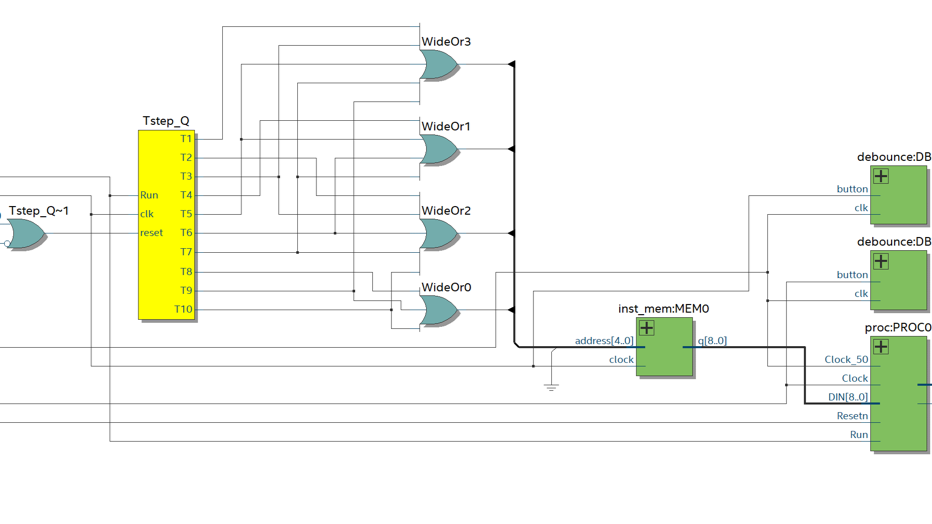 WideOr3
Tstep_Q
T1
T2
T3
Run
T4
clk
T5
reset
T6
T7
T8
T9
T10
Tstep_Q~1
WideOr1
WideOr2
WideOr0
inst_mem:MEM0
address[4..0]
q[8..0]
clock
debounce:DB
button
clk
debounce:DB
button
clk
proc:PROC0
Clock_50
Clock
DIN[8..0]
Resetn
Run